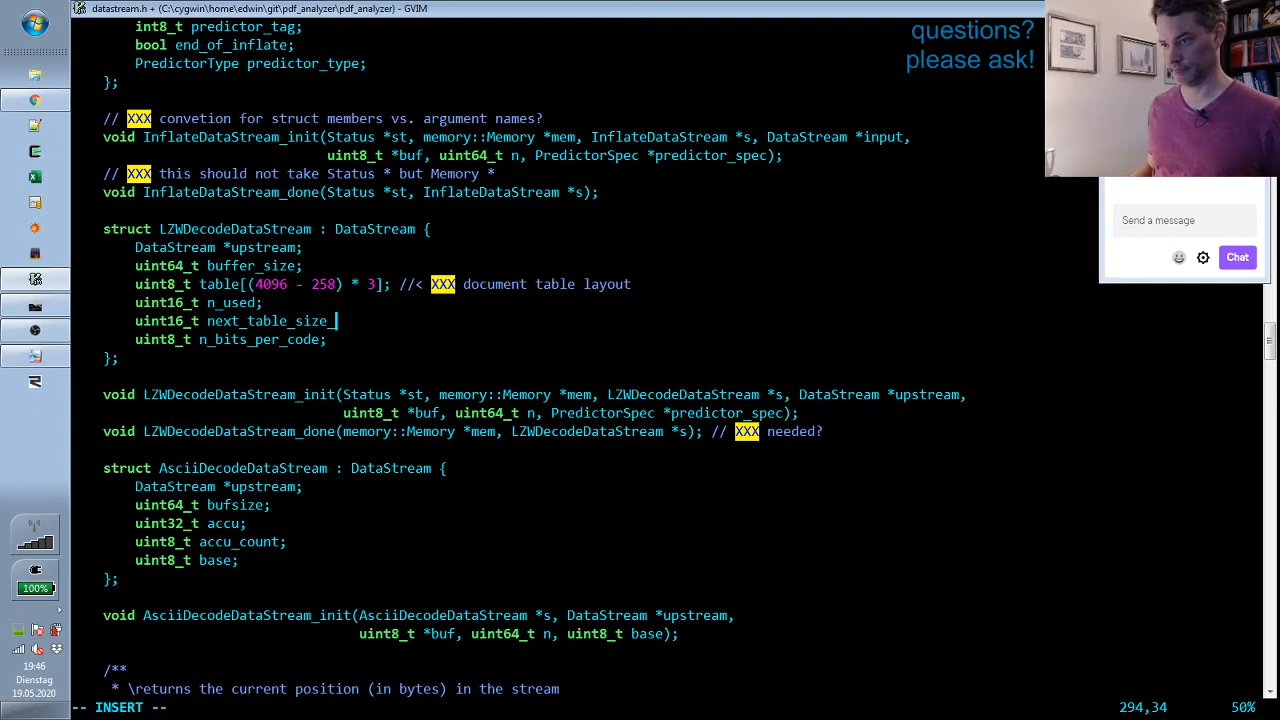 datastream.h + (C:\cygwin\home\edwin\git\pdf_analyzer\pdf_analyzer) - GVIM
int8_t predictor_tag;
bool end_of_inflate;
PredictorType predictor_type;
};
// XXX convetion for struct members vs. argument names?
void InflateDataStream_init(Status *st, memory::Memory *mem, InflateDataStream *s, DataStream *input,
uint8_t *buf, uint64_t n, PredictorSpec *predictor_spec);
// XXX this should not take Status * but Memory *
void InflateDataStream_done(Status *st, InflateDataStream *s);
struct LZWDecodeDataStream : DataStream {
DataStream *upstream;
uint64_t buffer_size;
uint8_t table[(4096 - 258) * 3]; //< XXX document table layout
uint16_t n_used;
uint16_t next_table_size_
uint8_t n_bits_per_code;
};
void LZWDecodeDataStream_init(Status *st, memory::Memory *mem, LZWDecodeDataStream *s, DataStream *upstream,
uint8_t *buf, uint64_t n, PredictorSpec *predictor_spec);
void LZWDecodeDataStream_done(memory::Memory *mem, LZWDecodeDataStream *s); // XXX needed?
struct AsciiDecodeDataStream : DataStream {
DataStream *upstream;
uint64_t bufsize;
uint32_t accu;
uint8_t accu_count;
uint8_t base;
};
void AsciiDecodeDataStream_init(AsciiDecodeDataStream *s, DataStream *upstream,
uint8_t *buf, uint64_t n, uint8_t base);
/**
* \returns the current position (in bytes) in the stream
-- INSERT --
294,34
50%
questions?
please ask!
Send a message
Chat
100%
19:46
Dienstag
19.05.2020